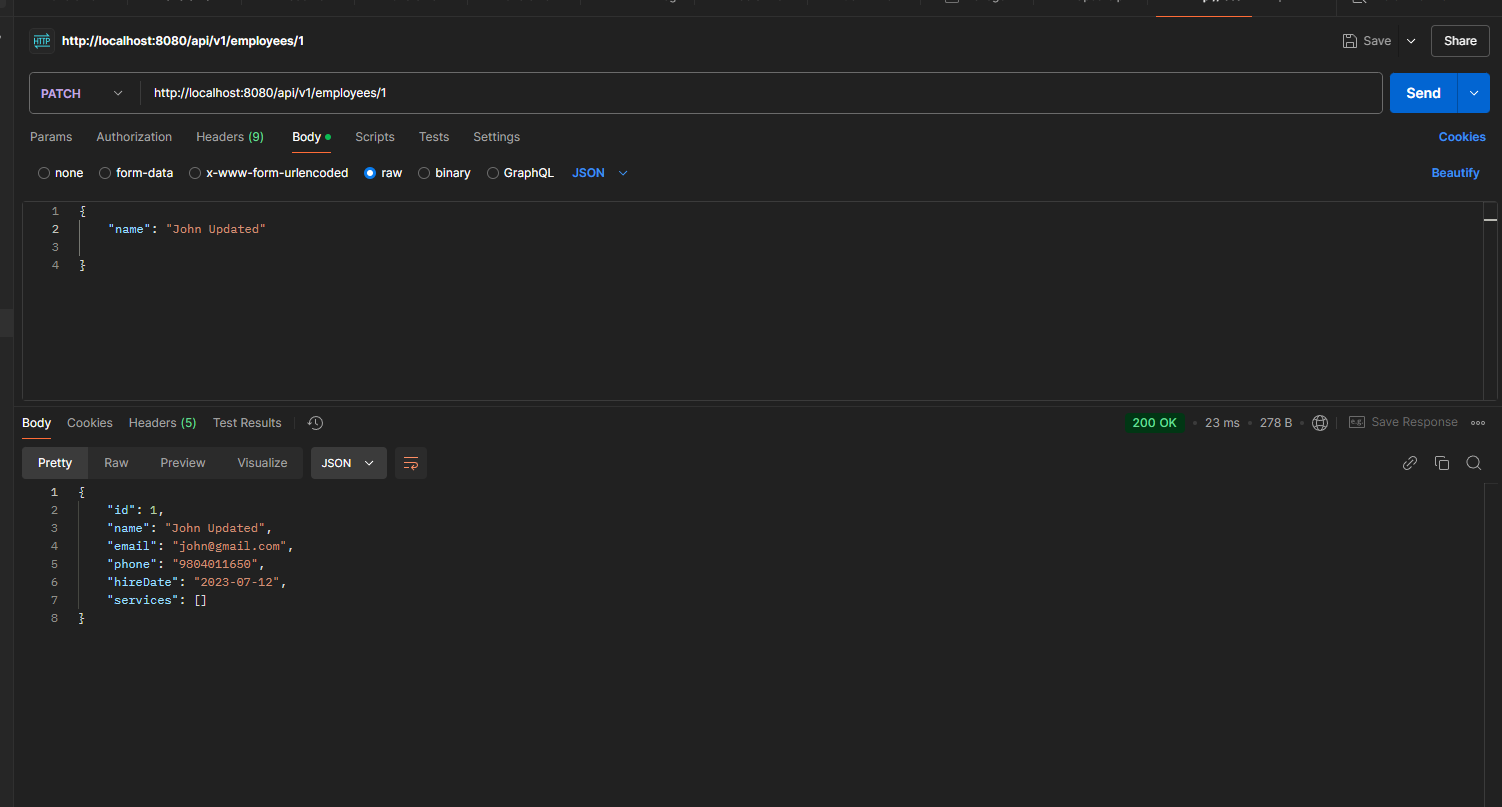 HTTP http://localhost:8080/api/v1/employees/1 Save Share
PATCH http://localhost:8080/api/v1/employees/1 Send
Params Authorization Headers (9) Body Scripts Tests Settings Cookies
none form-data x-www-form-urlencoded raw binary GraphQL JSON Beautify
1 {
2 "name": "John Updated"
3
4 }
Body Cookies Headers (5) Test Results 200 OK 23 ms 278 B e.g. Save Response
Pretty Raw Preview Visualize JSON
1 {
2 "id": 1,
3 "name": "John Updated",
4 "email": "john@gmail.com",
5 "phone": "9804011650",
6 "hireDate": "2023-07-12",
7 "services": []
8 }